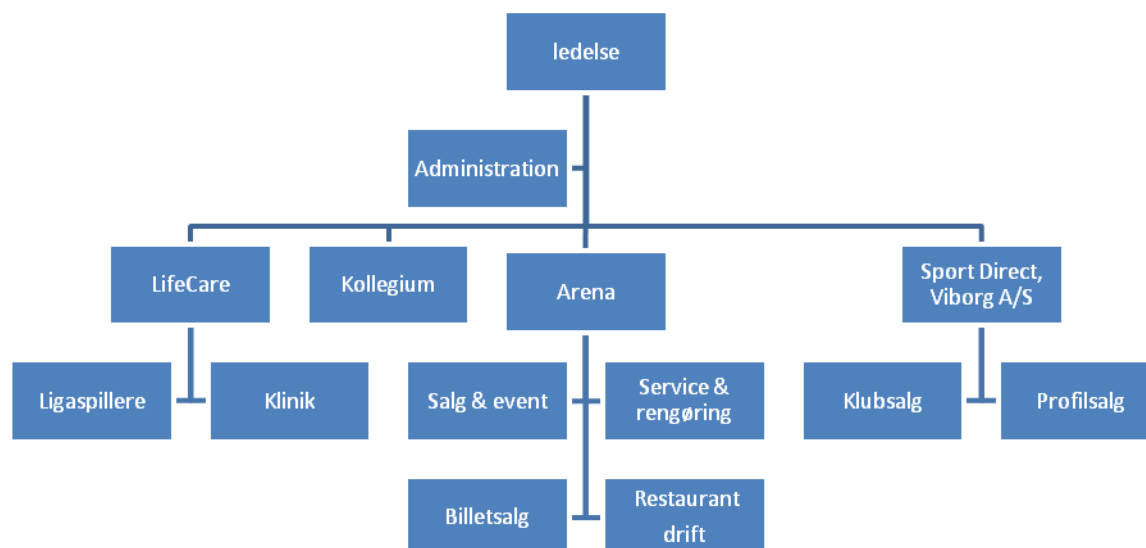 ledelse
Administration
LifeCare
Kollegium
Arena
Sport Direct,
Viborg A/S
Ligaspillere
Klinik
Salg & event
Service &
rengøring
Klubsalg
Profilsalg
Billetsalg
Restaurant
drift